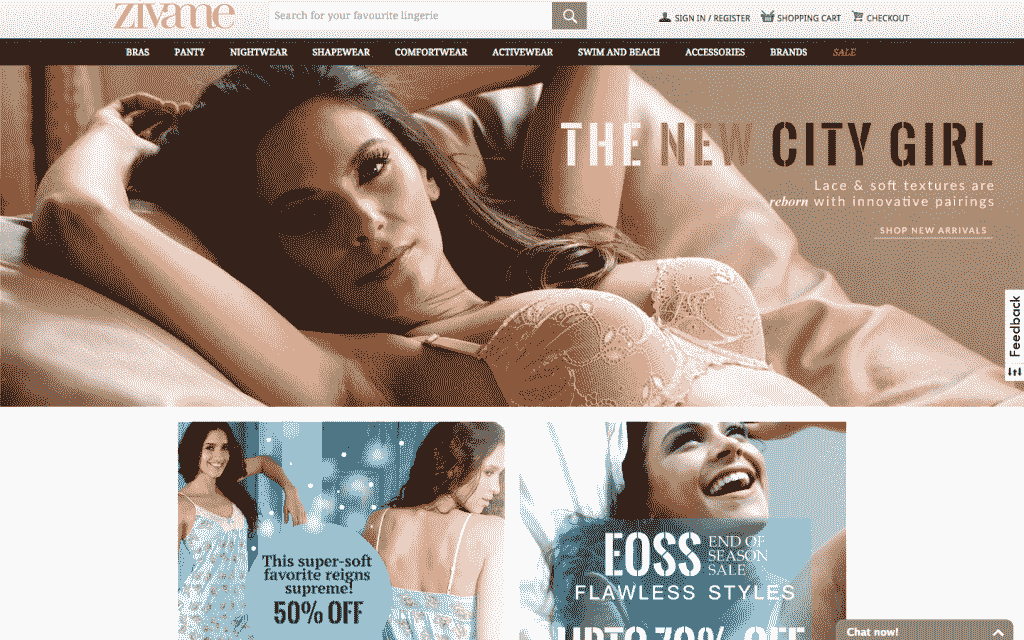 zivame
Search for your favourite lingerie
SIGN IN / REGISTER
SHOPPING CART
CHECKOUT
BRAS
PANTY
NIGHTWEAR
SHAPEWEAR
COMFORTWEAR
ACTIVEWEAR
SWIM AND BEACH
ACCESSORIES
BRANDS
SALE
THE NEW CITY GIRL
Lace & soft textures are
reborn with innovative pairings
SHOP NEW ARRIVALS
Feedback
This super-soft
favorite reigns
supreme!
50% OFF
EOSS
END OF
SEASON
SALE
FLAWLESS STYLES
UPTO 70% OFF
Chat now!